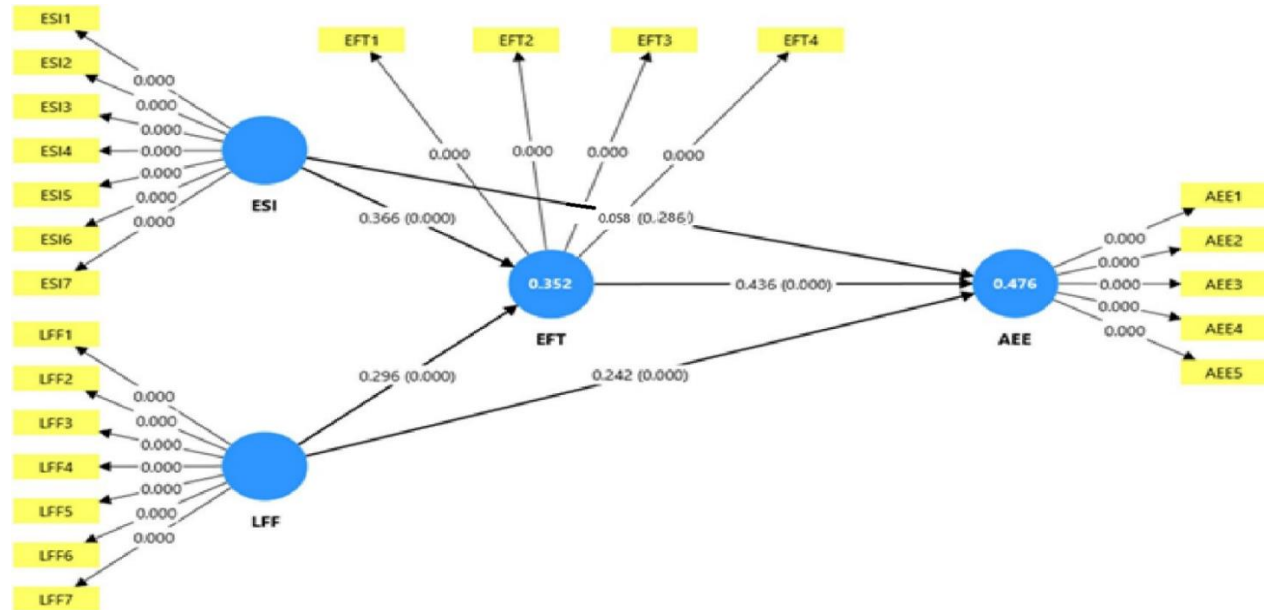 ESI1
ESI2
ESI3
ESI4
ESI5
ESI6
ESI7
0.000
0.000
0.000
0.000
0.000
0.000
0.000
ESI
EFT1
EFT2
EFT3
EFT4
0.000
0.000
0.000
0.000
0.366 (0.000)
0.058 (0.286)
0.352
EFT
0.436 (0.000)
0.476
AEE
AEE1
AEE2
AEE3
AEE4
AEE5
0.000
0.000
0.000
0.000
0.000
0.296 (0.000)
0.242 (0.000)
LFF1
LFF2
LFF3
LFF4
LFF5
LFF6
LFF7
0.000
0.000
0.000
0.000
0.000
0.000
0.000
LFF